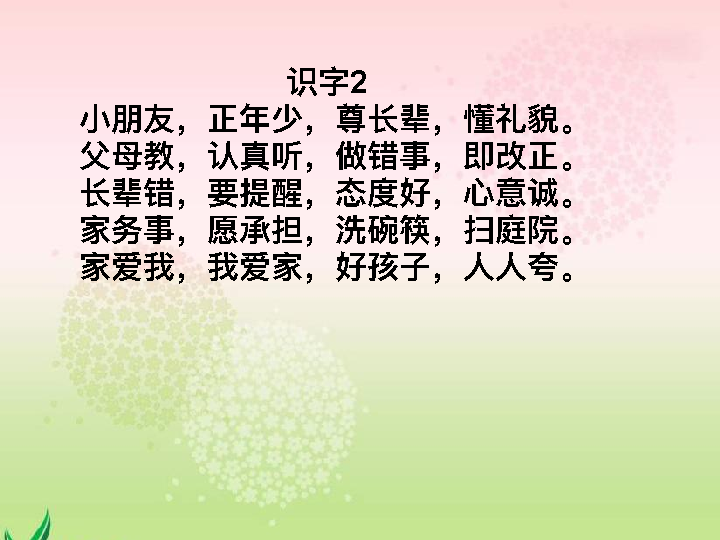 识字2
小朋友，正年少，尊长辈，懂礼貌。
父母教，认真听，做错事，即改正。
长辈错，要提醒，态度好，心意诚。
家务事，愿承担，洗碗筷，扫庭院。
家爱我，我爱家，好孩子，人人夸。